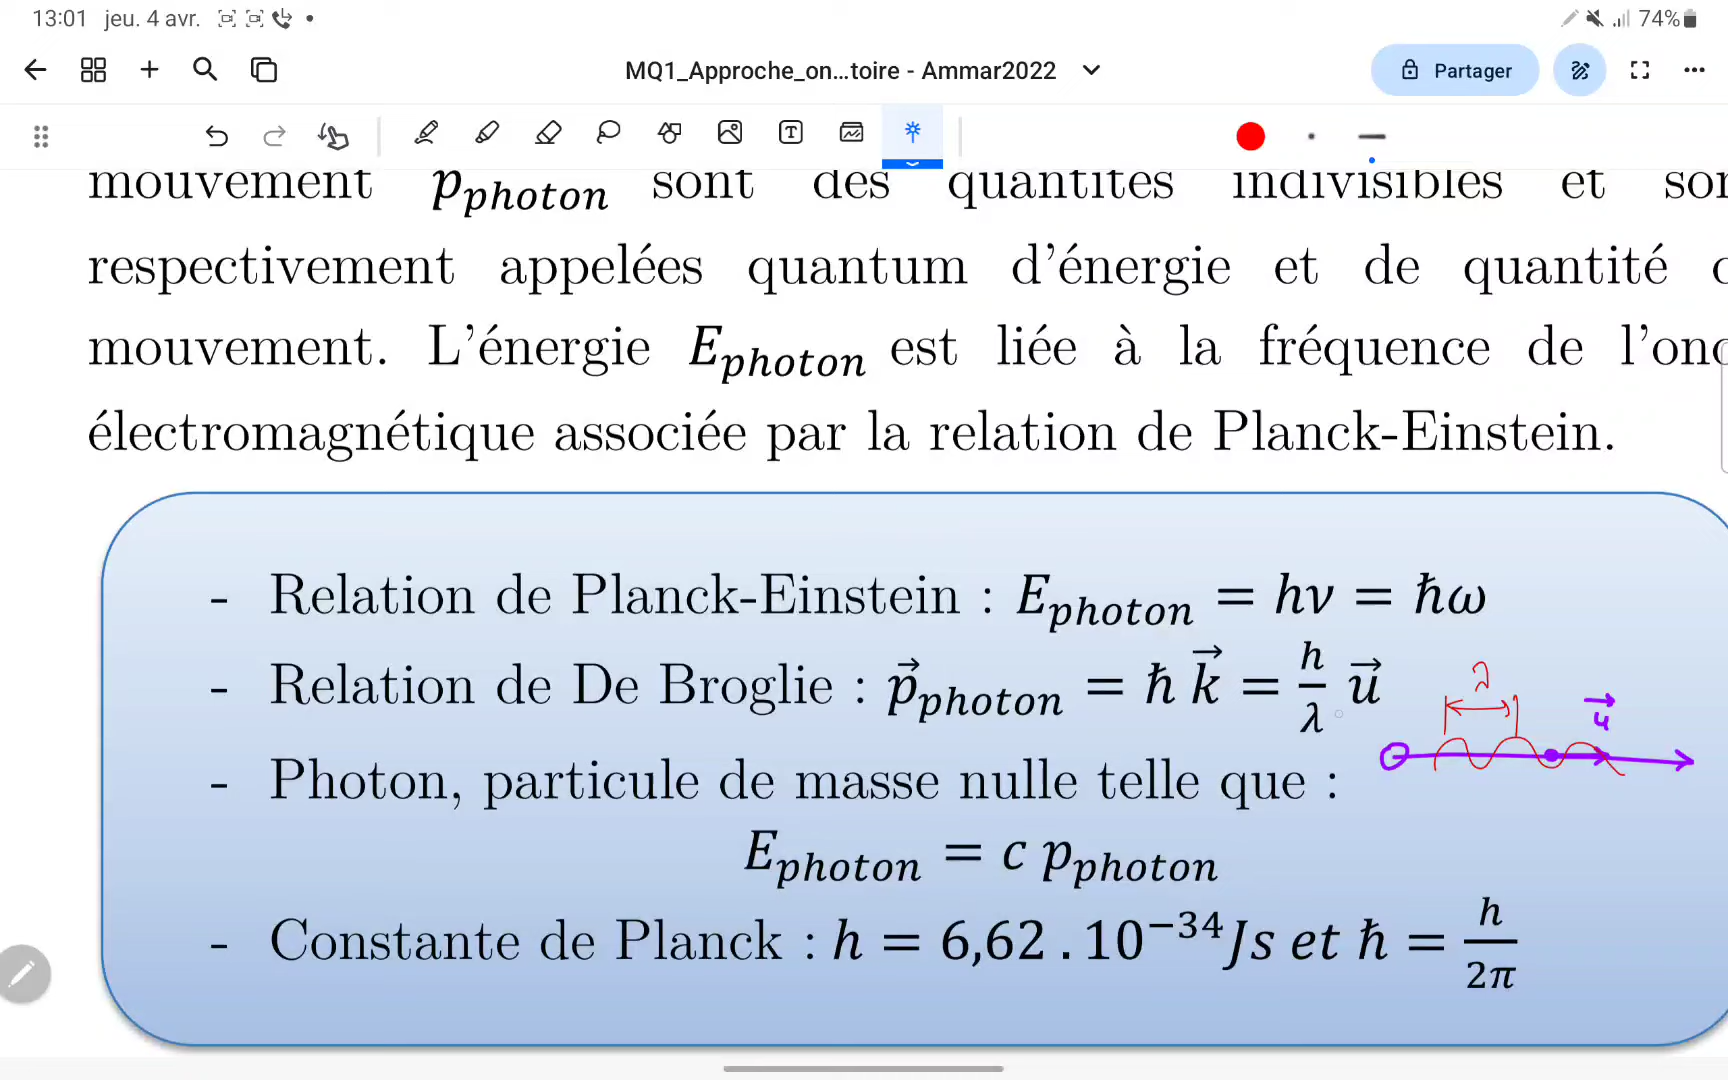 13:01 jeu. 4 avr. 74%
MQ1_Approche_on...toire - Ammar2022
Partager
mouvement p_photon sont des quantités indivisibles et
respectivement appelées quantum d'énergie et de quantité
mouvement. L'énergie E_photon est liée à la fréquence de
électromagnétique associée par la relation de Planck-Einstein.
- Relation de Planck-Einstein : E_photon = hν = ħω
- Relation de De Broglie : p⃗_photon = ħ k⃗ = h/λ u⃗
λ
u⃗
- Photon, particule de masse nulle telle que :
E_photon = c p_photon
- Constante de Planck : h = 6,62 . 10⁻³⁴ Js et ħ = h/2π